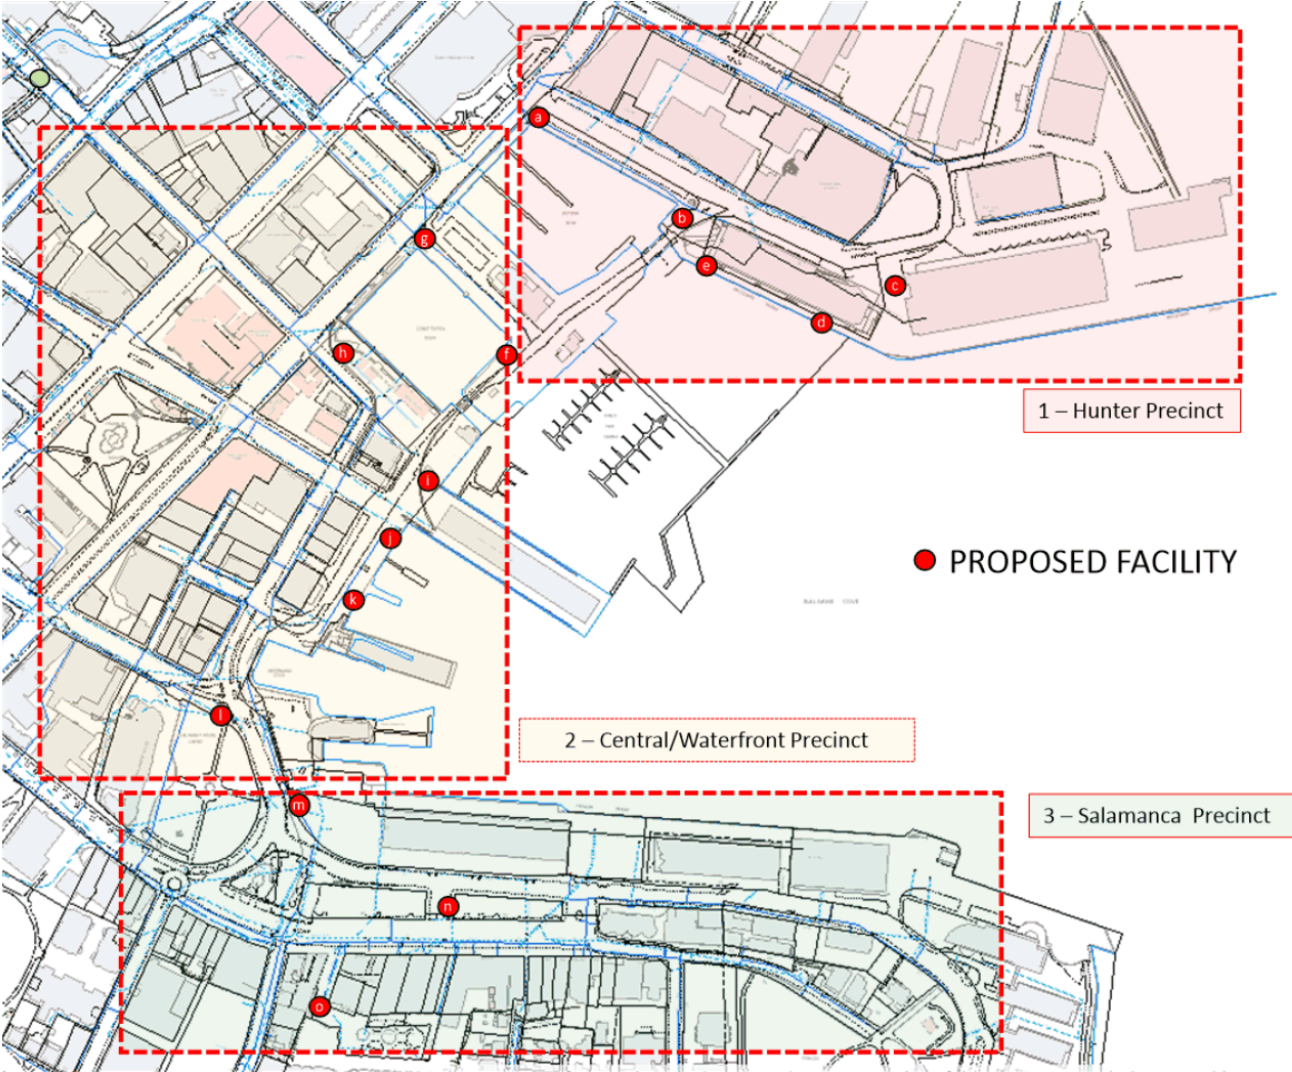 a
b
g
e
c
d
h
f
1 – Hunter Precinct
i
j
PROPOSED FACILITY
k
l
2 – Central/Waterfront Precinct
m
3 – Salamanca Precinct
n
o